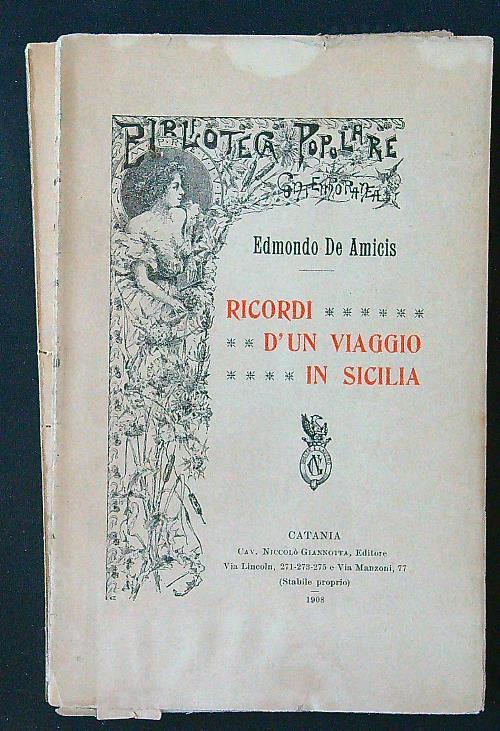 BIBLIOTECA POPOLARE
CONTEMPORANEA
Edmondo De Amicis
RICORDI ******
** D'UN VIAGGIO
**** IN SICILIA
NG
CATANIA
CAV. NICCOLÒ GIANNOTTA, Editore
Via Lincoln, 271-273-275 e Via Manzoni, 77
(Stabile proprio)
1908